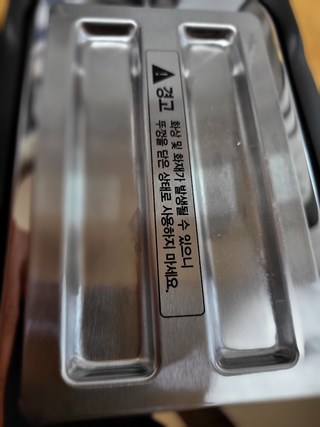 경고
화상 및 화재가 발생될 수 있으니
뚜껑을 닫은 상태로 사용하지 마세요.